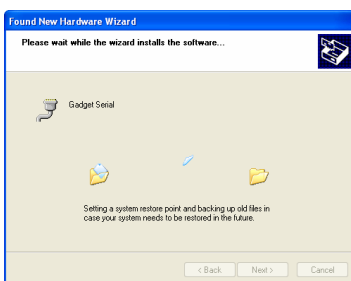 Found New Hardware Wizard
Please wait while the wizard installs the software...
Gadget Serial
Setting a system restore point and backing up old files in
case your system needs to be restored in the future.
< Back Next > Cancel